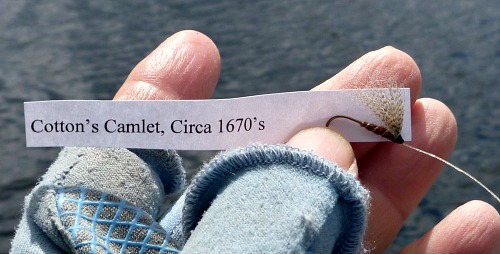 Cotton's Camlet, Circa 1670's